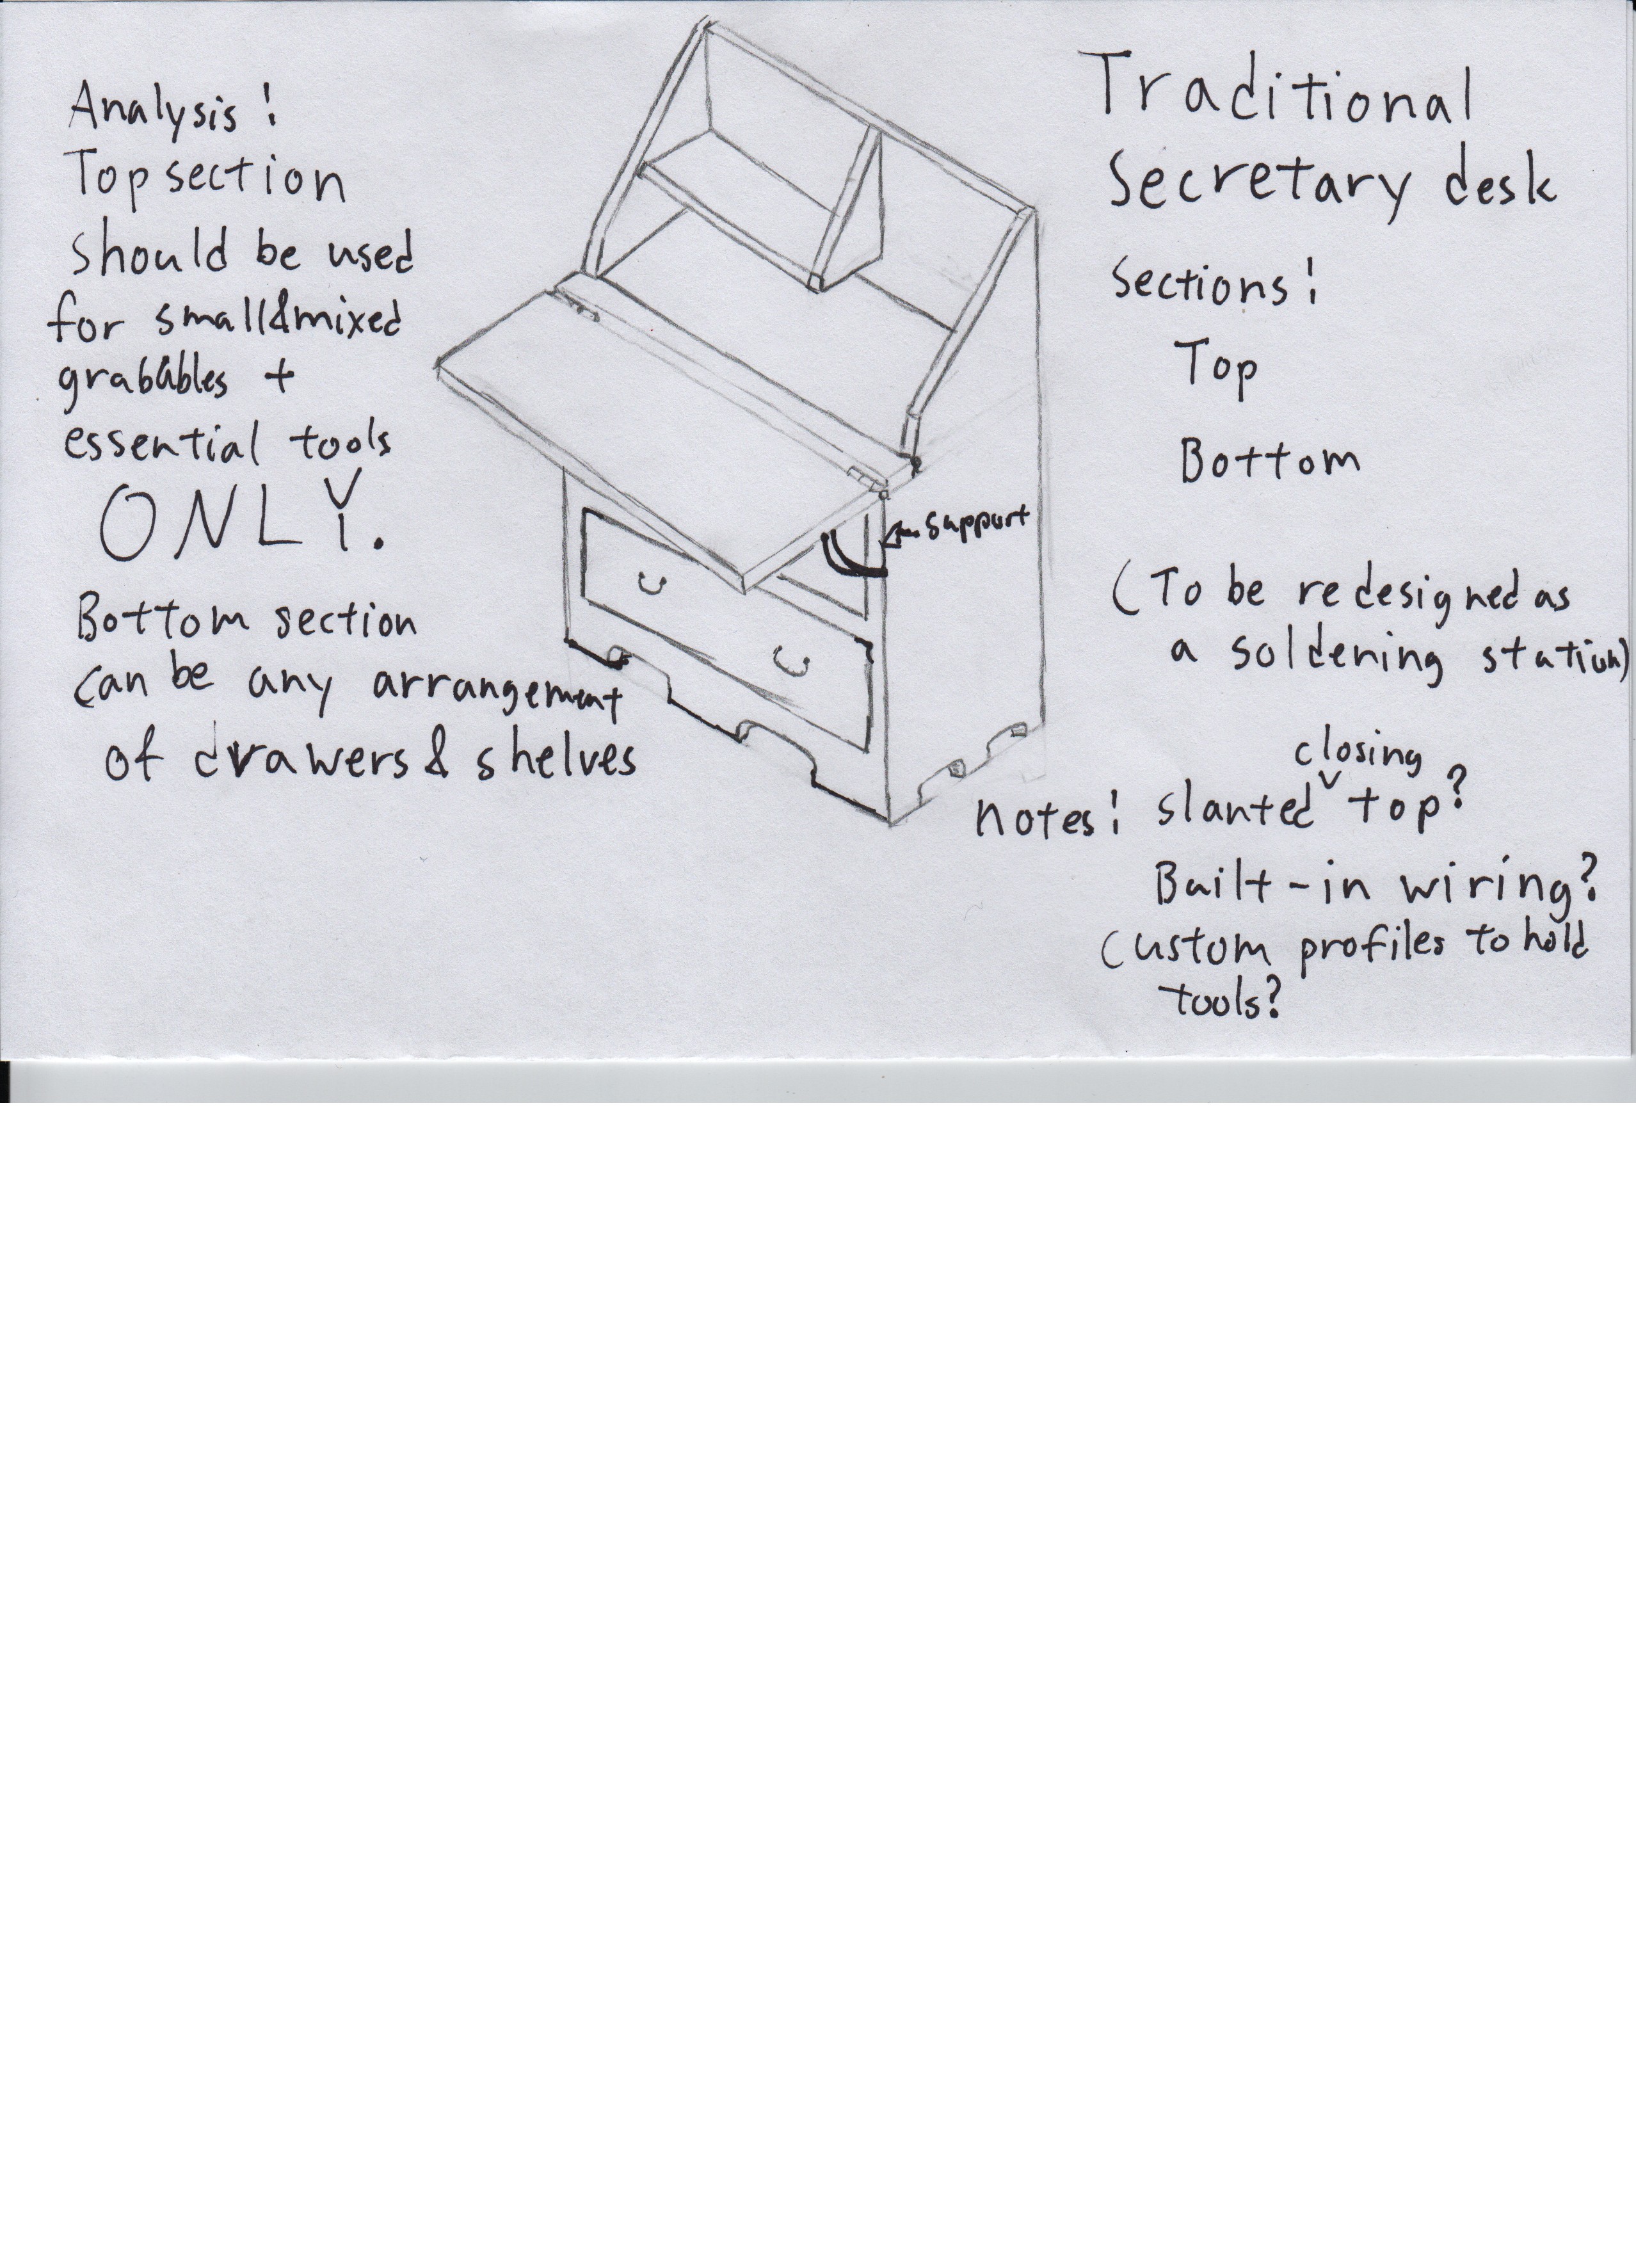 Analysis!
Top section
should be used
for small&mixed
grabables +
essential tools
ONLY.
Bottom section
can be any arrangement
of drawers & shelves
Traditional
Secretary desk
Sections!
Top
Bottom
← support
(To be redesigned as
a soldening station)
closing
notes! slanted ^ top?
Built-in wiring?
Custom profiles to hold
tools?